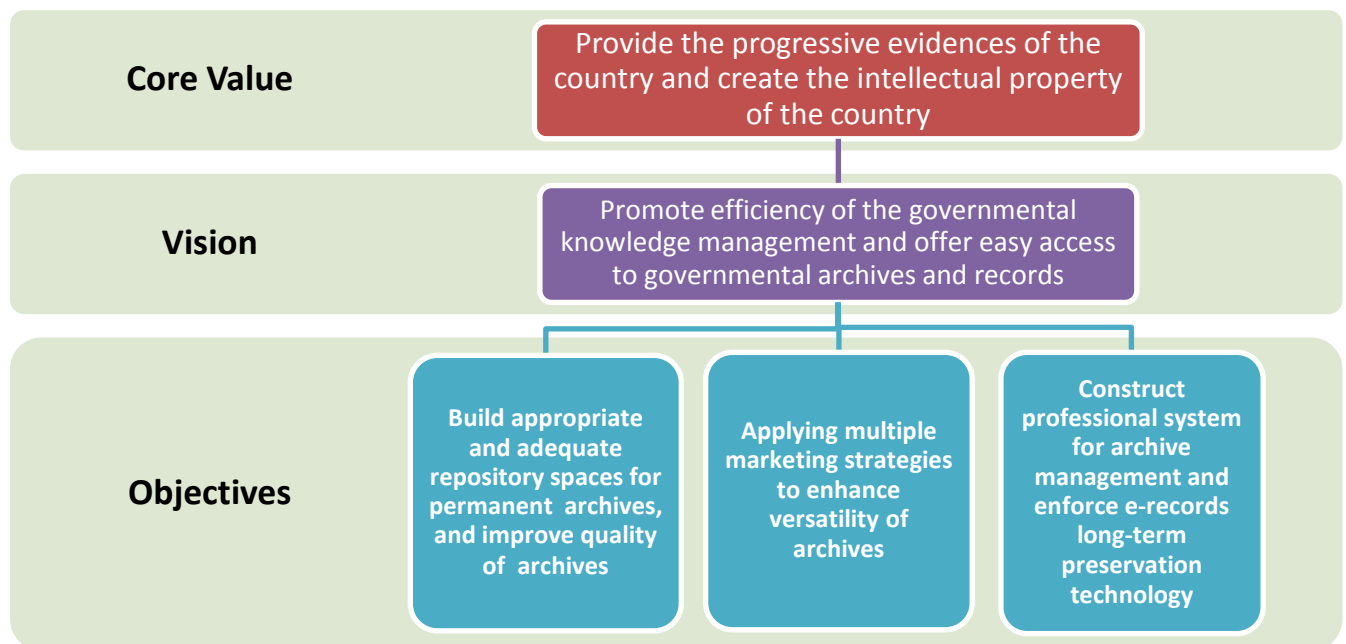 Core Value
Provide the progressive evidences of the
country and create the intellectual property
of the country
Vision
Promote efficiency of the governmental
knowledge management and offer easy access
to governmental archives and records
Objectives
Build appropriate
and adequate
repository spaces for
permanent archives,
and improve quality
of archives
Applying multiple
marketing strategies
to enhance
versatility of
archives
Construct
professional system
for archive
management and
enforce e-records
long-term
preservation
technology